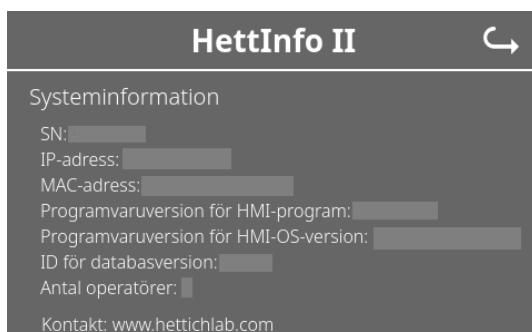 HettInfo II
Systeminformation
SN:
IP-adress:
MAC-adress:
Programvaruversion för HMI-program:
Programvaruversion för HMI-OS-version:
ID för databasversion:
Antal operatörer:
Kontakt: www.hettichlab.com